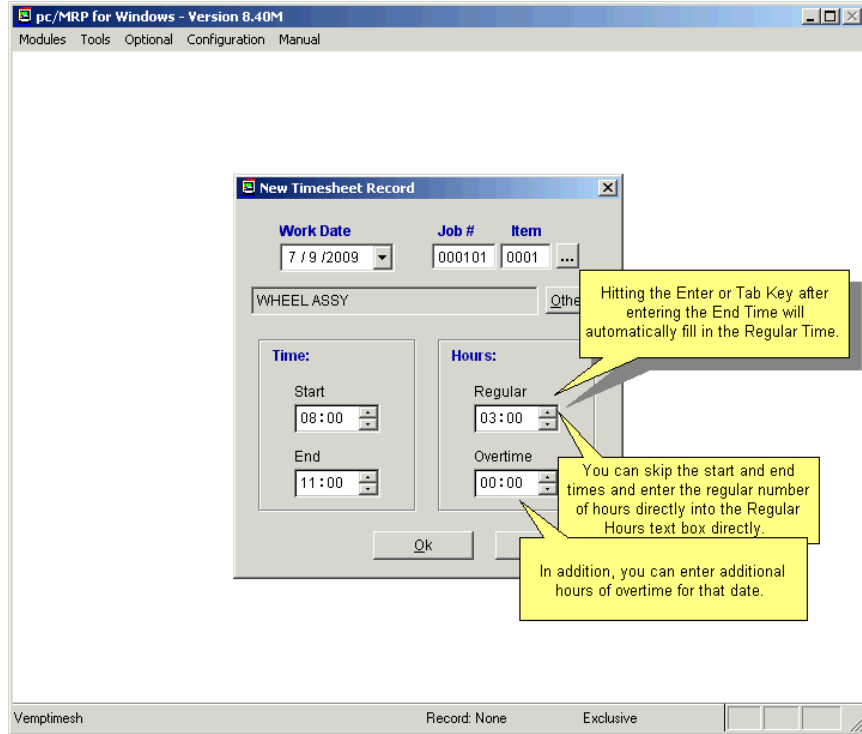 pc/MRP for Windows - Version 8.40M
Modules Tools Optional Configuration Manual
New Timesheet Record
Work Date Job # Item
7 / 9 /2009 000101 0001 ...
WHEEL ASSY Othe
Hitting the Enter or Tab Key after
entering the End Time will
automatically fill in the Regular Time.
Time: Hours:
Start Regular
08:00 03:00
End Overtime
11:00 00:00
You can skip the start and end
times and enter the regular number
of hours directly into the Regular
Hours text box directly.
Ok
In addition, you can enter additional
hours of overtime for that date.
Vemptimesh Record: None Exclusive